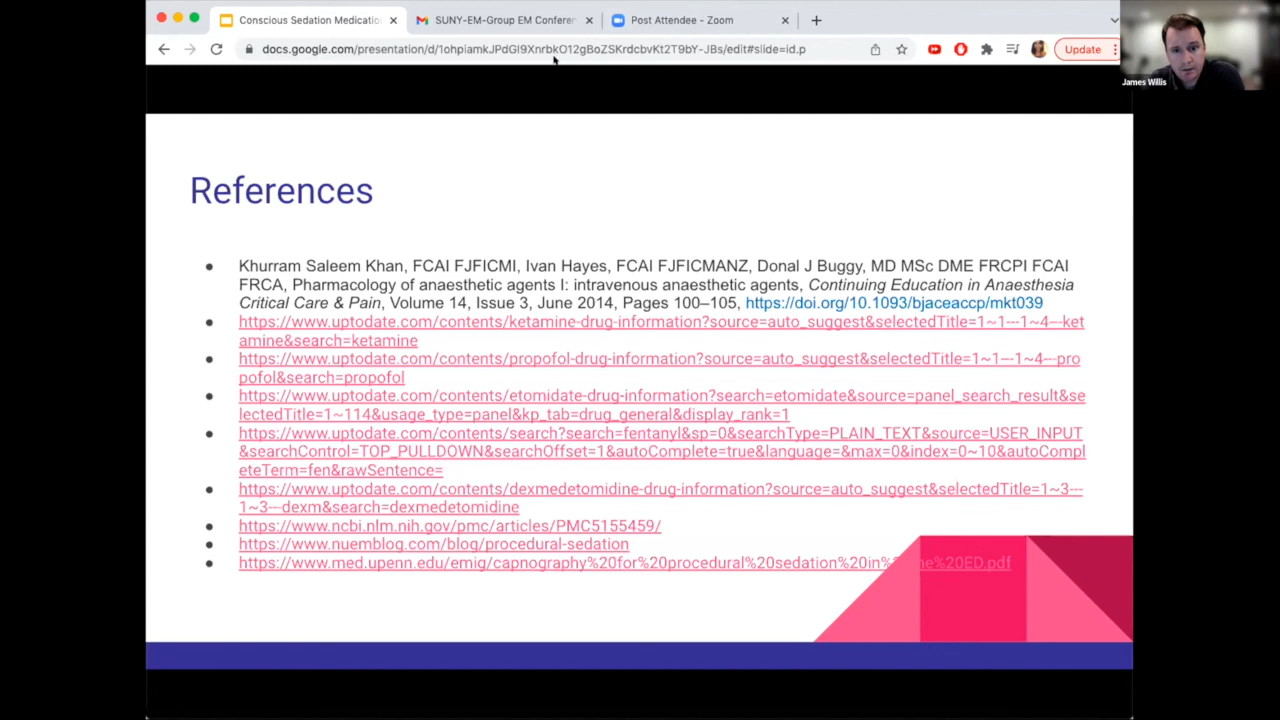 Conscious Sedation Medicatio
SUNY-EM-Group EM Conferen
Post Attendee - Zoom
docs.google.com/presentation/d/1ohpiamkJPdGI9XnrbkO12gBoZSKrdcbvKt2T9bY-JBs/edit#slide=id.p
Update
James Willis
References
Khurram Saleem Khan, FCAI FJFICMI, Ivan Hayes, FCAI FJFICMANZ, Donal J Buggy, MD MSc DME FRCPI FCAI
FRCA, Pharmacology of anaesthetic agents I: intravenous anaesthetic agents, Continuing Education in Anaesthesia
Critical Care & Pain, Volume 14, Issue 3, June 2014, Pages 100–105, https://doi.org/10.1093/bjaceaccp/mkt039
https://www.uptodate.com/contents/ketamine-drug-information?source=auto_suggest&selectedTitle=1~1---1~4---ket
amine&search=ketamine
https://www.uptodate.com/contents/propofol-drug-information?source=auto_suggest&selectedTitle=1~1---1~4---pro
pofol&search=propofol
https://www.uptodate.com/contents/etomidate-drug-information?search=etomidate&source=panel_search_result&se
lectedTitle=1~114&usage_type=panel&kp_tab=drug_general&display_rank=1
https://www.uptodate.com/contents/search?search=fentanyl&sp=0&searchType=PLAIN_TEXT&source=USER_INPUT
&searchControl=TOP_PULLDOWN&searchOffset=1&autoComplete=true&language=&max=0&index=0~10&autoCompl
eteTerm=fen&rawSentence=
https://www.uptodate.com/contents/dexmedetomidine-drug-information?source=auto_suggest&selectedTitle=1~3---
1~3---dexm&search=dexmedetomidine
https://www.ncbi.nlm.nih.gov/pmc/articles/PMC5155459/
https://www.nuemblog.com/blog/procedural-sedation
https://www.med.upenn.edu/emig/capnography%20for%20procedural%20sedation%20in%20the%20ED.pdf